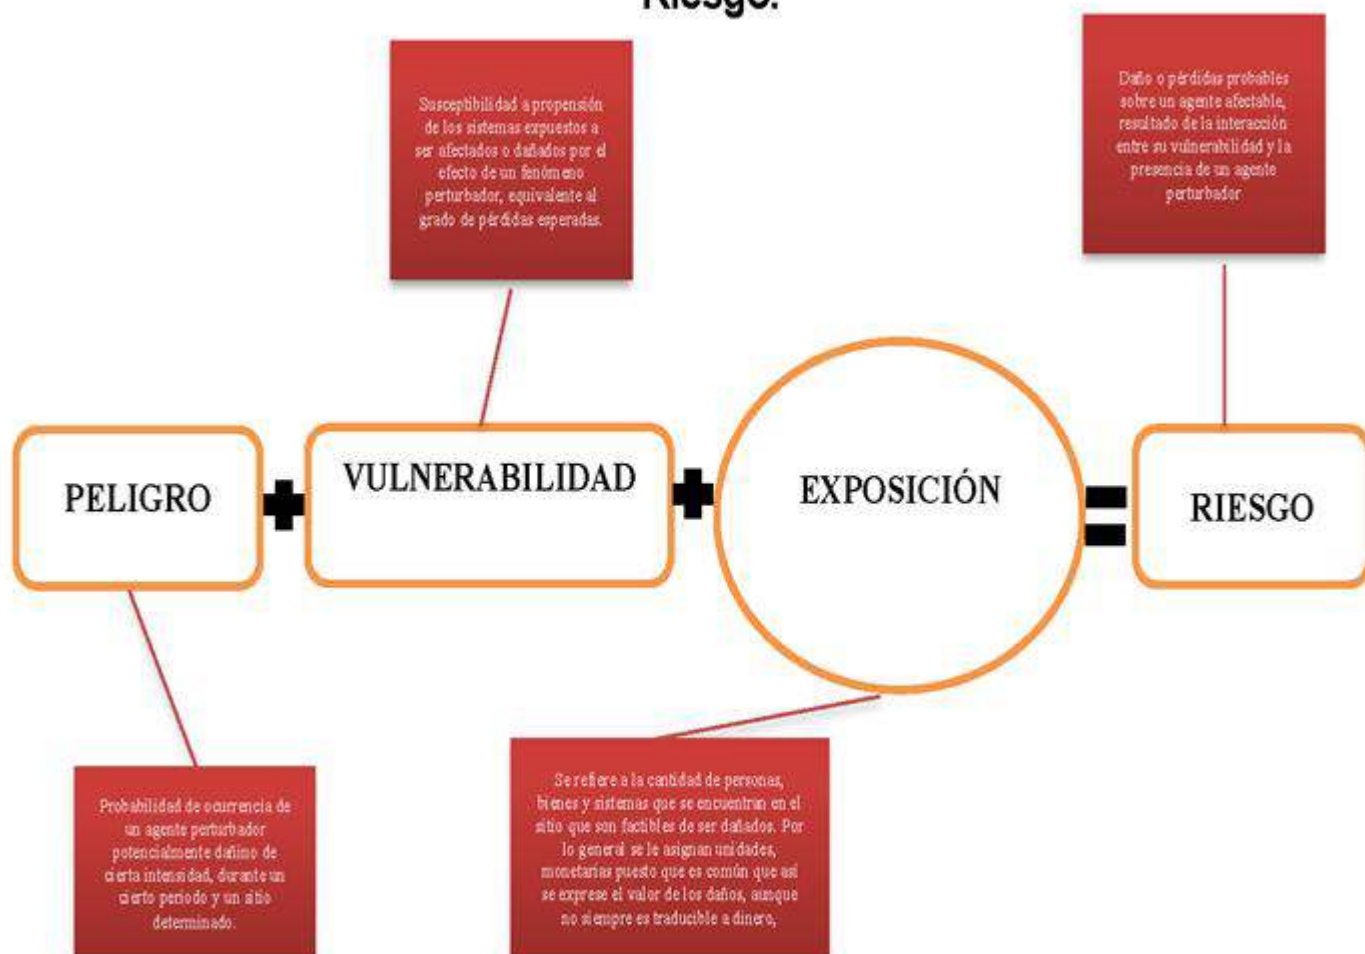 Riesgo.
Susceptibilidad a propensión
de los sistemas expuestos a
ser afectados o dañados por el
efecto de un fenómeno
perturbador, equivalente al
grado de pérdidas esperadas.
Daño o pérdidas probables
sobre un agente afectable,
resultado de la interacción
entre su vulnerabilidad y la
presencia de un agente
perturbador
PELIGRO
VULNERABILIDAD
EXPOSICIÓN
RIESGO
Probabilidad de ocurrencia de
un agente perturbador
potencialmente dañino de
cierta intensidad, durante un
cierto periodo y un sitio
determinado.
Se refiere a la cantidad de personas,
bienes y sistemas que se encuentran en el
sitio que son factibles de ser dañados. Por
lo general se le asignan unidades,
monetarias puesto que es común que así
se exprese el valor de los daños, aunque
no siempre es traducible a dinero,